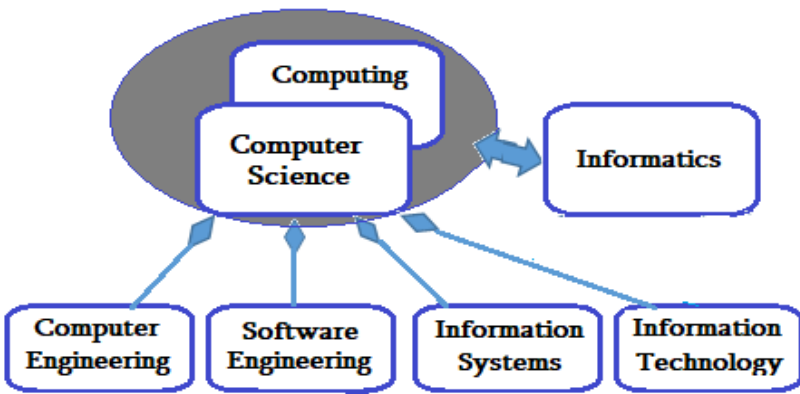 Computing
Computer
Science
Informatics
Computer
Engineering
Software
Engineering
Information
Systems
Information
Technology